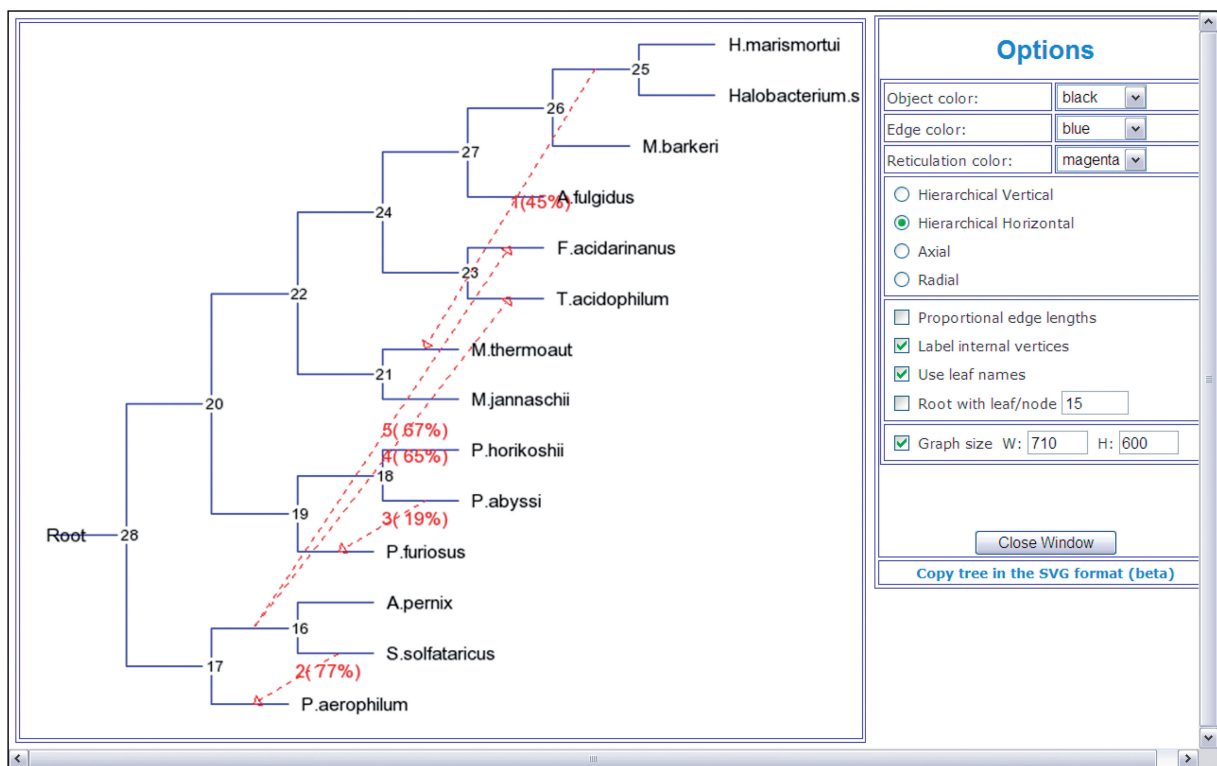 H.marismortui
25
Halobacterium.s
26
M.barkeri
27
A.fulgidus
1(45%)
24
F.acidarinanus
23
T.acidophilum
22
M.thermoaut
21
M.jannaschii
20
5( 67%)
P.horikoshii
4( 65%)
18
P.abyssi
19
3( 19%)
P.furiosus
Root
28
A.pernix
16
S.solfataricus
17
2( 77%)
P.aerophilum
Options
Object color: black
Edge color: blue
Reticulation color: magenta
Hierarchical Vertical
Hierarchical Horizontal
Axial
Radial
Proportional edge lengths
Label internal vertices
Use leaf names
Root with leaf/node 15
Graph size W: 710 H: 600
Close Window
Copy tree in the SVG format (beta)